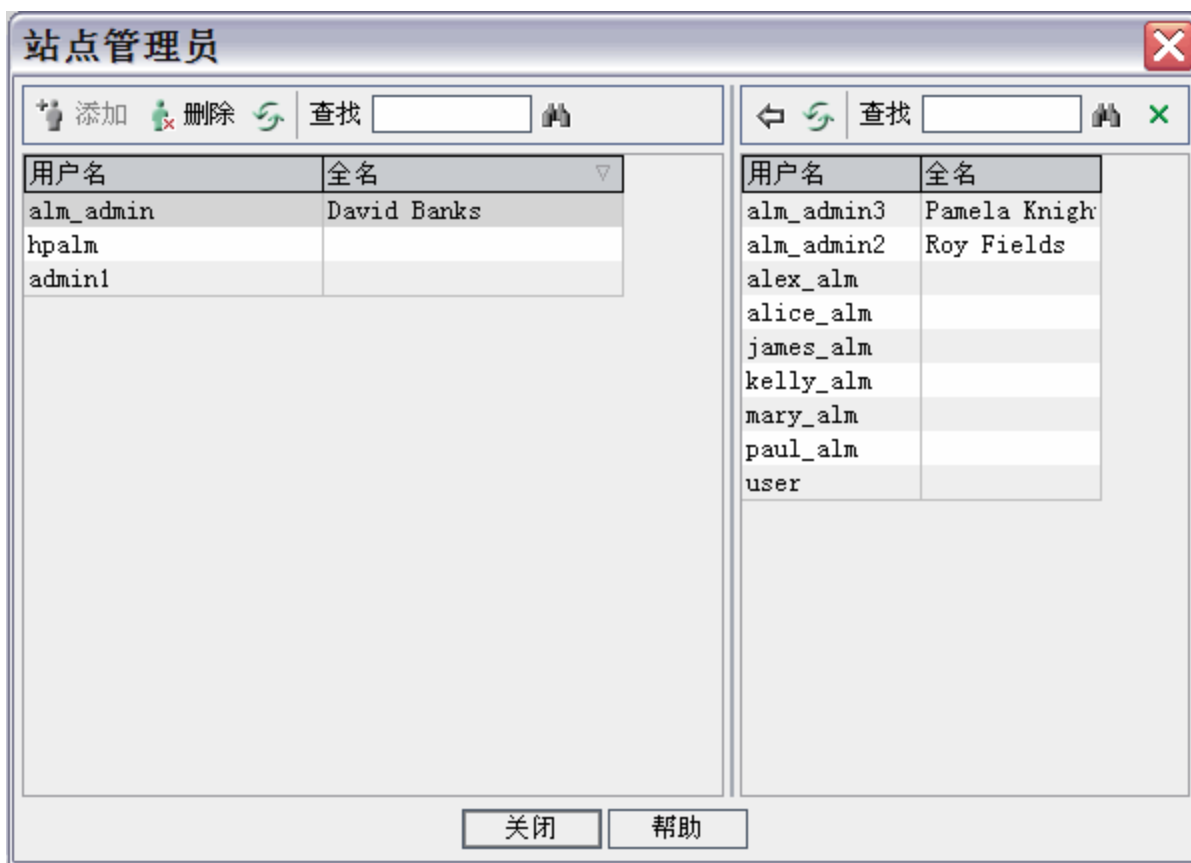 站点管理员
添加 删除 查找
用户名 全名
alm_admin David Banks
hpalm
admin1
查找
用户名 全名
alm_admin3 Pamela Knigh
alm_admin2 Roy Fields
alex_alm
alice_alm
james_alm
kelly_alm
mary_alm
paul_alm
user
关闭 帮助